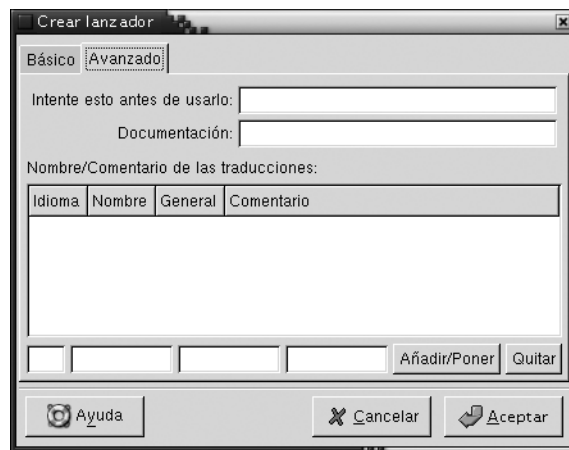 Crear lanzador
Básico Avanzado
Intente esto antes de usarlo:
Documentación:
Nombre/Comentario de las traducciones:
Idioma Nombre General Comentario
Añadir/Poner Quitar
Ayuda Cancelar Aceptar